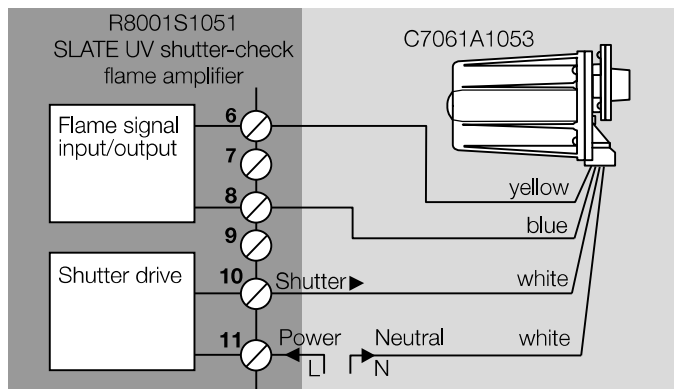 R8001S1051
SLATE UV shutter-check
flame amplifier
C7061A1053
Flame signal
input/output
6
7
8
9
yellow
blue
Shutter drive
10
Shutter
white
11
Power
Neutral
white
L
N